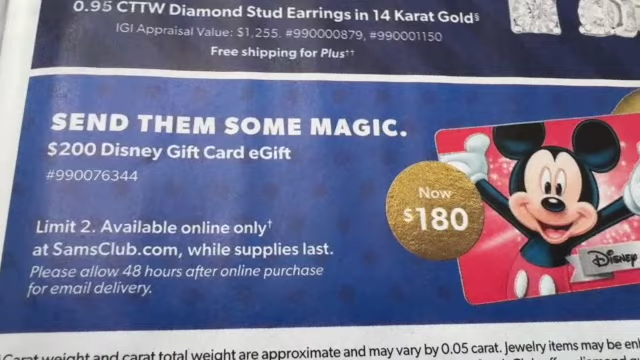 0.95 CTTW Diamond Stud Earrings in 14 Karat Gold§
IGI Appraisal Value: $1,255. #990000879, #990001150
Free shipping for Plus††
SEND THEM SOME MAGIC.
$200 Disney Gift Card eGift
#990076344
Now
$180
Limit 2. Available online only†
at SamsClub.com, while supplies last.
Please allow 48 hours after online purchase
for email delivery.
Disney
Carat weight and carat total weight are approximate and may vary by 0.05 carat. Jewelry items may be en